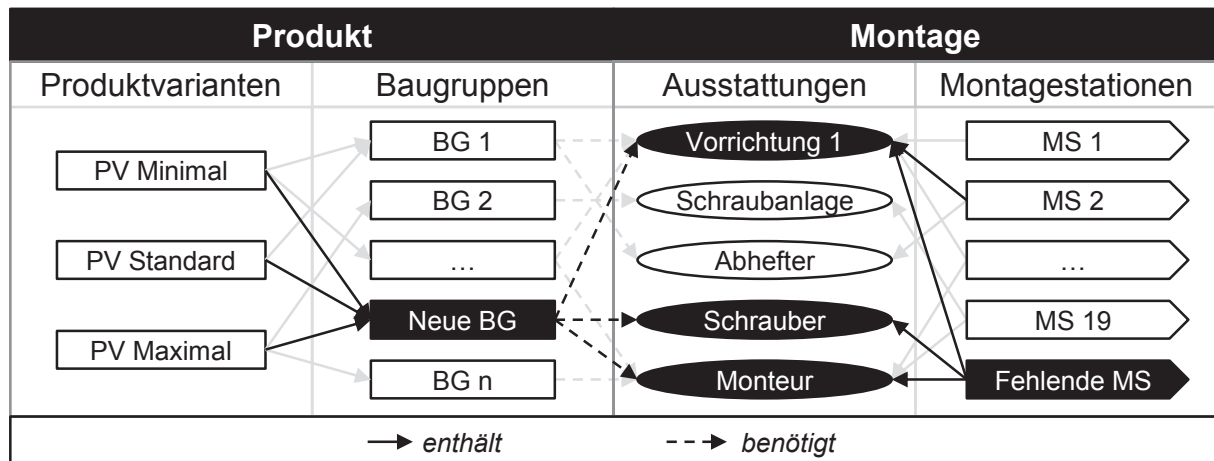 Produkt Montage
Produktvarianten Baugruppen Ausstattungen Montagestationen
BG 1 Vorrichtung 1 MS 1
PV Minimal
BG 2 Schraubanlage MS 2
PV Standard … Abhefter …
Neue BG Schrauber MS 19
PV Maximal
BG n Monteur Fehlende MS
enthält benötigt